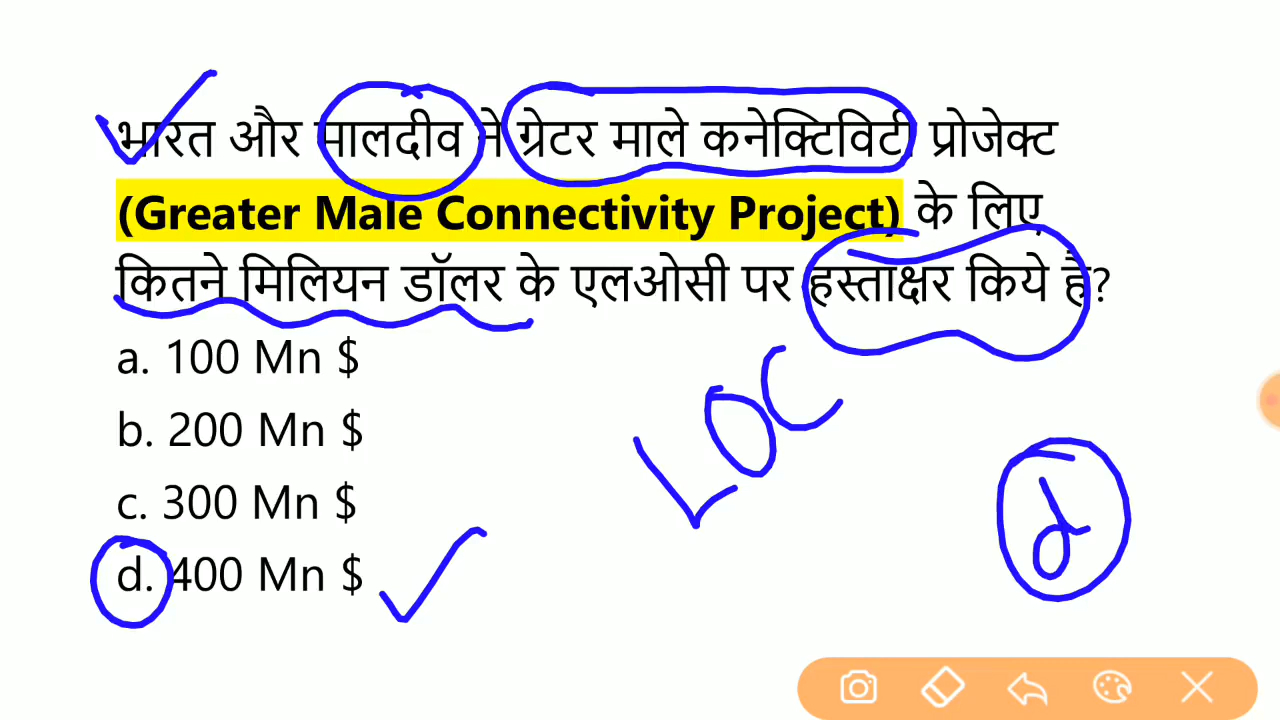 भारत और मालदीव ने ग्रेटर माले कनेक्टिविटी प्रोजेक्ट
(Greater Male Connectivity Project) के लिए
कितने मिलियन डॉलर के एलओसी पर हस्ताक्षर किये है?
a. 100 Mn $
b. 200 Mn $
c. 300 Mn $
d. 400 Mn $
LOC
d